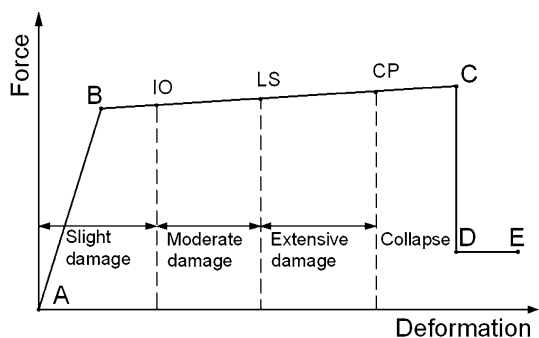 Force
B
IO
LS
CP
C
Slight
damage
Moderate
damage
Extensive
damage
Collapse
D
E
A
Deformation